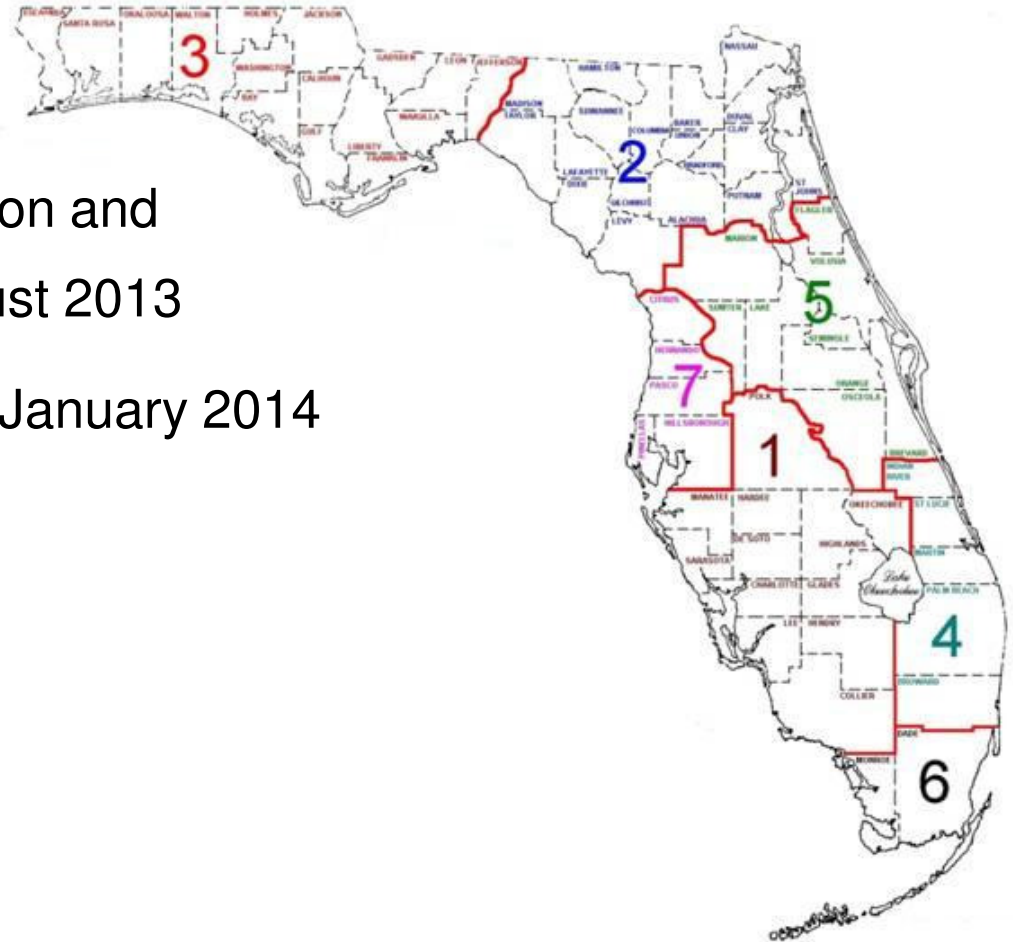 ESCAMBIA
SANTA ROSA
OKALOOSA
WALTON
HOLMES
JACKSON
3
WASHINGTON
BAY
CALHOUN
GULF
LIBERTY
FRANKLIN
GADSDEN
LEON
JEFFERSON
WAKULLA
MADISON
TAYLOR
HAMILTON
SUWANNEE
COLUMBIA
BAKER
UNION
NASSAU
DUVAL
CLAY
2
BRADFORD
LAFAYETTE
DIXIE
GILCHRIST
LEVY
ALACHUA
PUTNAM
ST
JOHNS
on and
ust 2013
January 2014
FLAGLER
MARION
VOLUSIA
5
CITRUS
SUMTER
LAKE
SEMINOLE
HERNANDO
PASCO
7
ORANGE
OSCEOLA
POLK
HILLSBOROUGH
PINELLAS
1
BREVARD
INDIAN
RIVER
MANATEE
HARDEE
OKEECHOBEE
ST LUCIE
DE SOTO
HIGHLANDS
SARASOTA
MARTIN
CHARLOTTE
GLADES
Lake
Okeechobee
PALM BEACH
LEE
HENDRY
4
BROWARD
COLLIER
DADE
MONROE
6